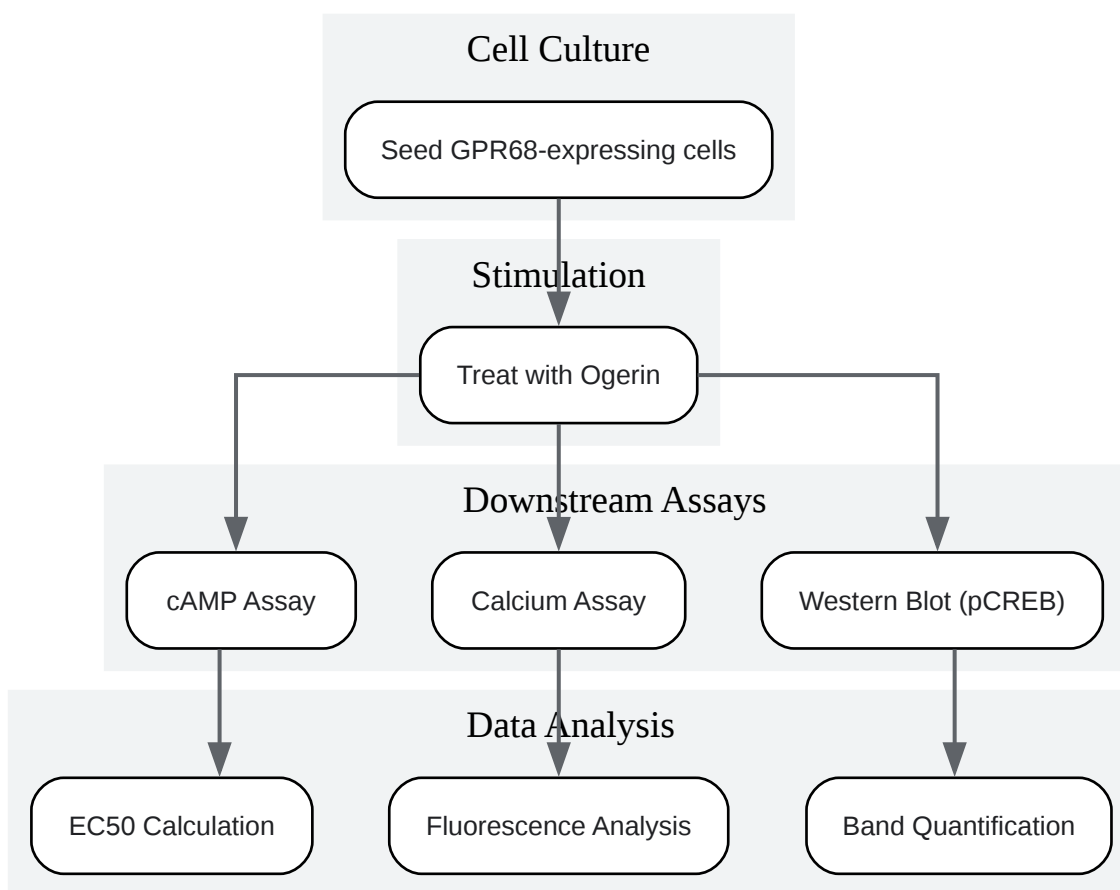 Cell Culture
Seed GPR68-expressing cells
Stimulation
Treat with Ogerin
Downstream Assays
cAMP Assay
Calcium Assay
Western Blot (pCREB)
Data Analysis
EC50 Calculation
Fluorescence Analysis
Band Quantification